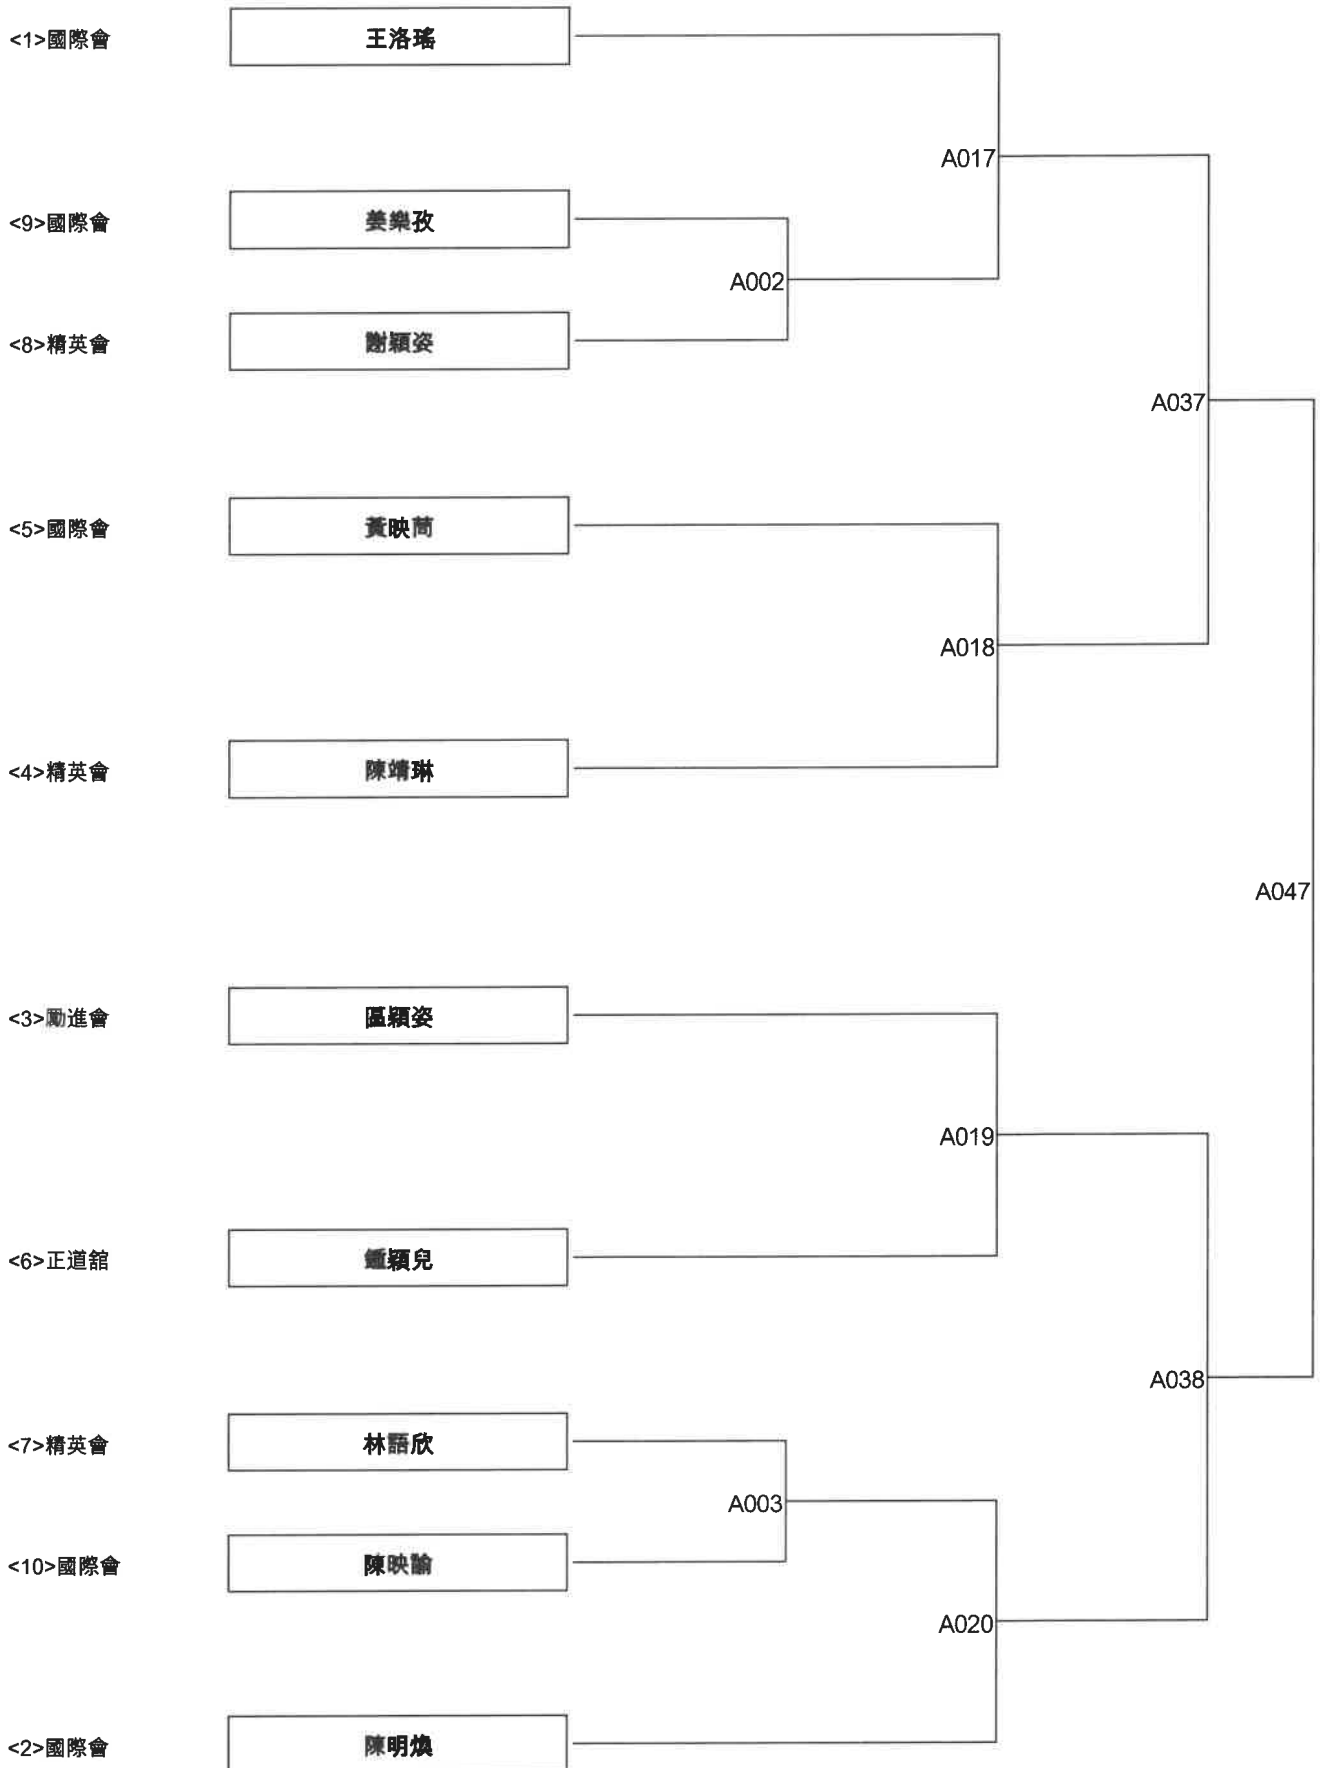 <1>國際會 王洛瑤
A017
<9>國際會 姜樂孜
A002
<8>精英會 謝穎姿
A037
<5>國際會 黃映茼
A018
<4>精英會 陳靖琳
A047
<3>勵進會 區穎姿
A019
<6>正道舘 鍾穎兒
A038
<7>精英會 林語欣
A003
<10>國際會 陳映諭
A020
<2>國際會 陳明煥